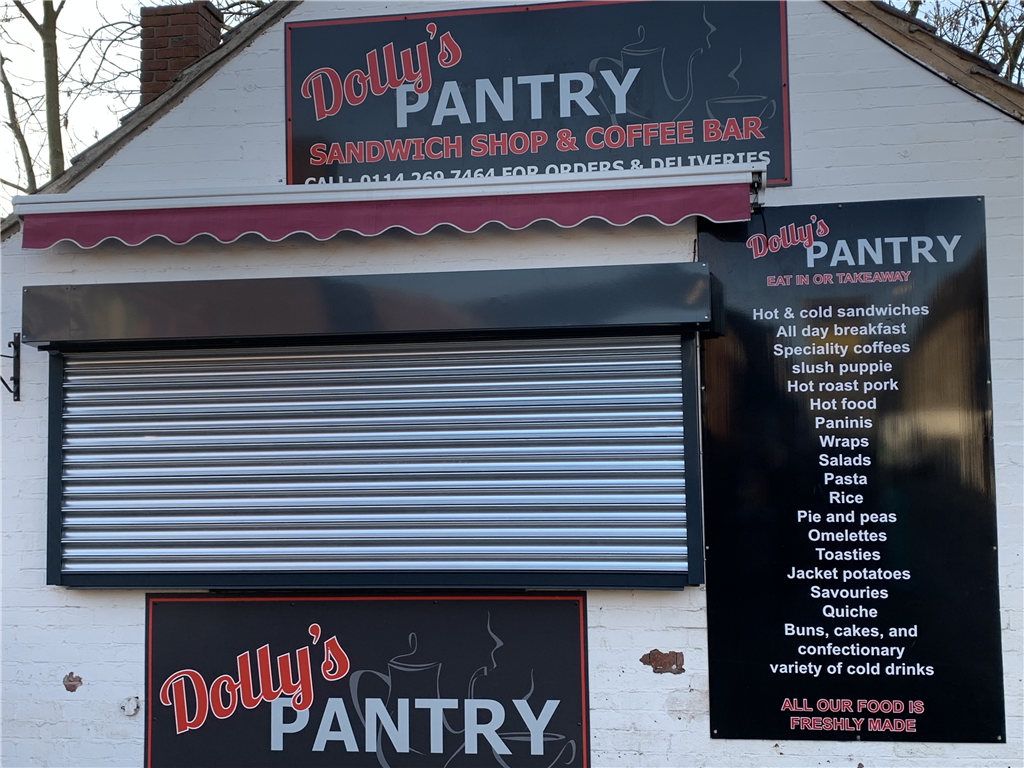 Dolly's
PANTRY
SANDWICH SHOP & COFFEE BAR
CALL: 0114 269 7464 FOR ORDERS & DELIVERIES
Dolly's
PANTRY
EAT IN OR TAKEAWAY
Hot & cold sandwiches
All day breakfast
Speciality coffees
slush puppie
Hot roast pork
Hot food
Paninis
Wraps
Salads
Pasta
Rice
Pie and peas
Omelettes
Toasties
Jacket potatoes
Savouries
Quiche
Buns, cakes, and
confectionary
variety of cold drinks
ALL OUR FOOD IS
FRESHLY MADE
Dolly's
PANTRY